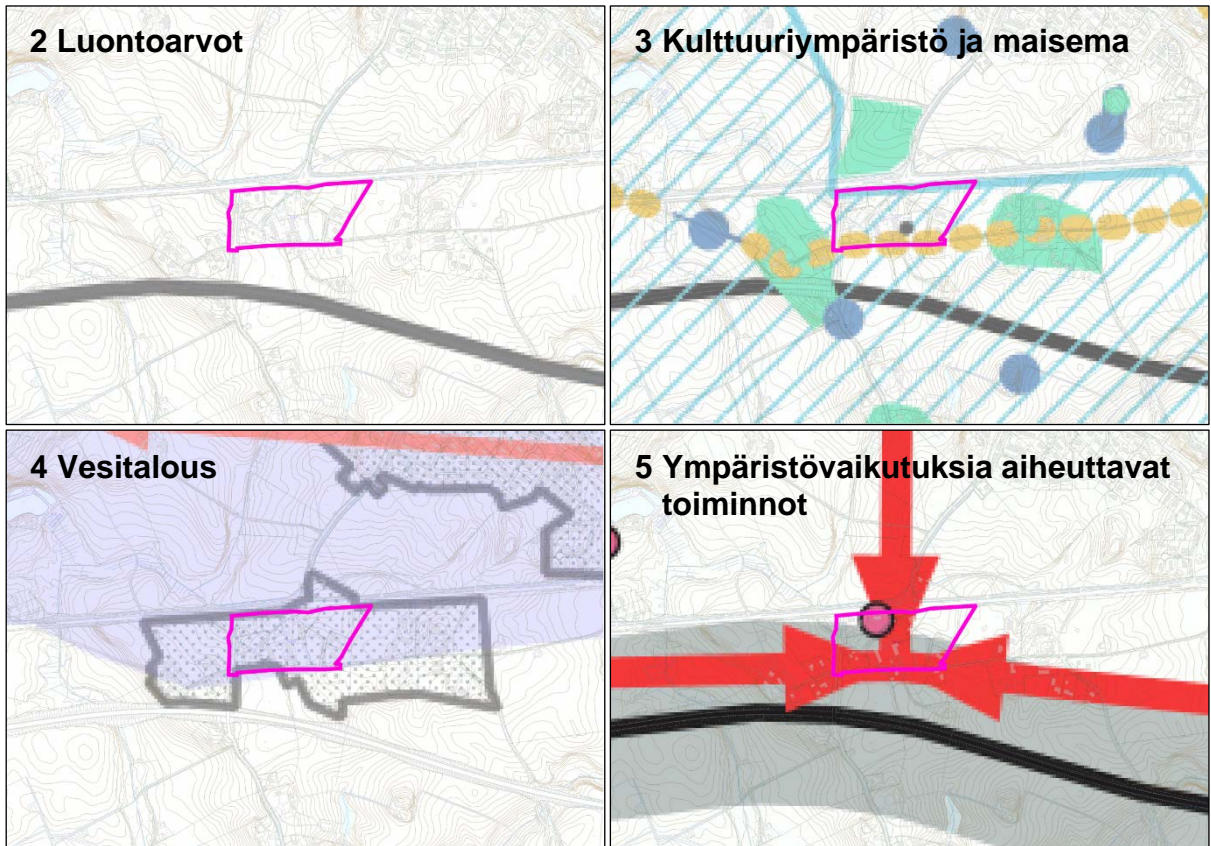 2 Luontoarvot
3 Kulttuuriympäristö ja maisema
4 Vesitalous
5 Ympäristövaikutuksia aiheuttavat
toiminnot